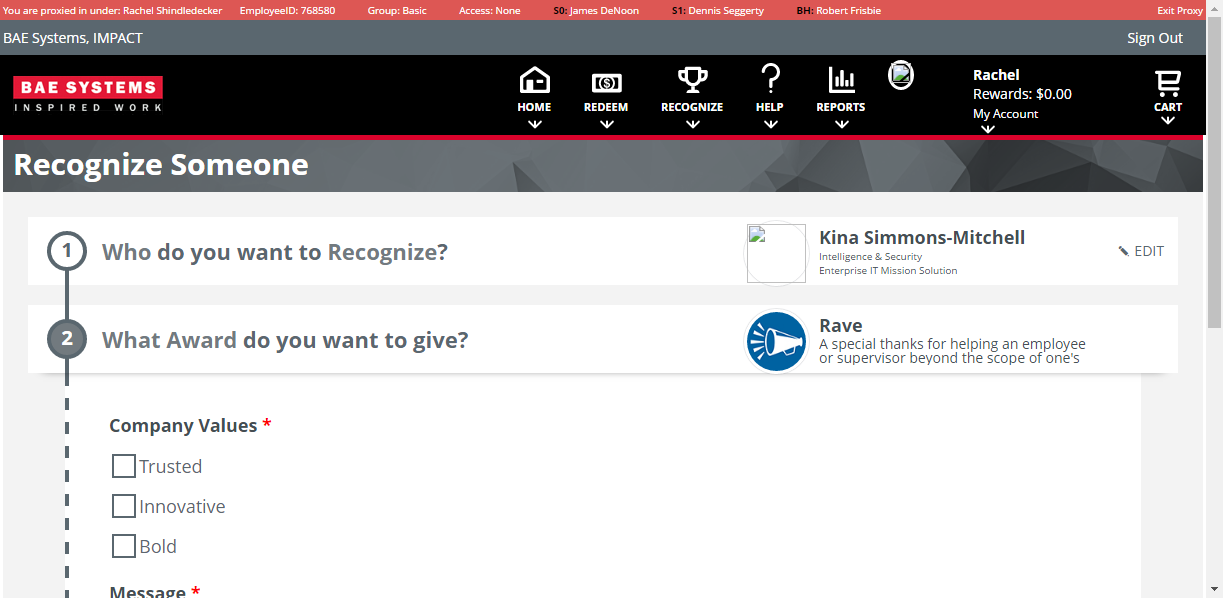 You are proxied in under: Rachel Shindledecker EmployeeID: 768580 Group: Basic Access: None S0: James DeNoon S1: Dennis Seggerty BH: Robert Frisbie Exit Proxy
BAE Systems, IMPACT Sign Out
BAE SYSTEMS
INSPIRED WORK
HOME REDEEM RECOGNIZE HELP REPORTS
Rachel
Rewards: $0.00
My Account
CART
Recognize Someone
1 Who do you want to Recognize?
Kina Simmons-Mitchell
Intelligence & Security
Enterprise IT Mission Solution
EDIT
2 What Award do you want to give?
Rave
A special thanks for helping an employee
or supervisor beyond the scope of one's
Company Values *
Trusted
Innovative
Bold
Message *